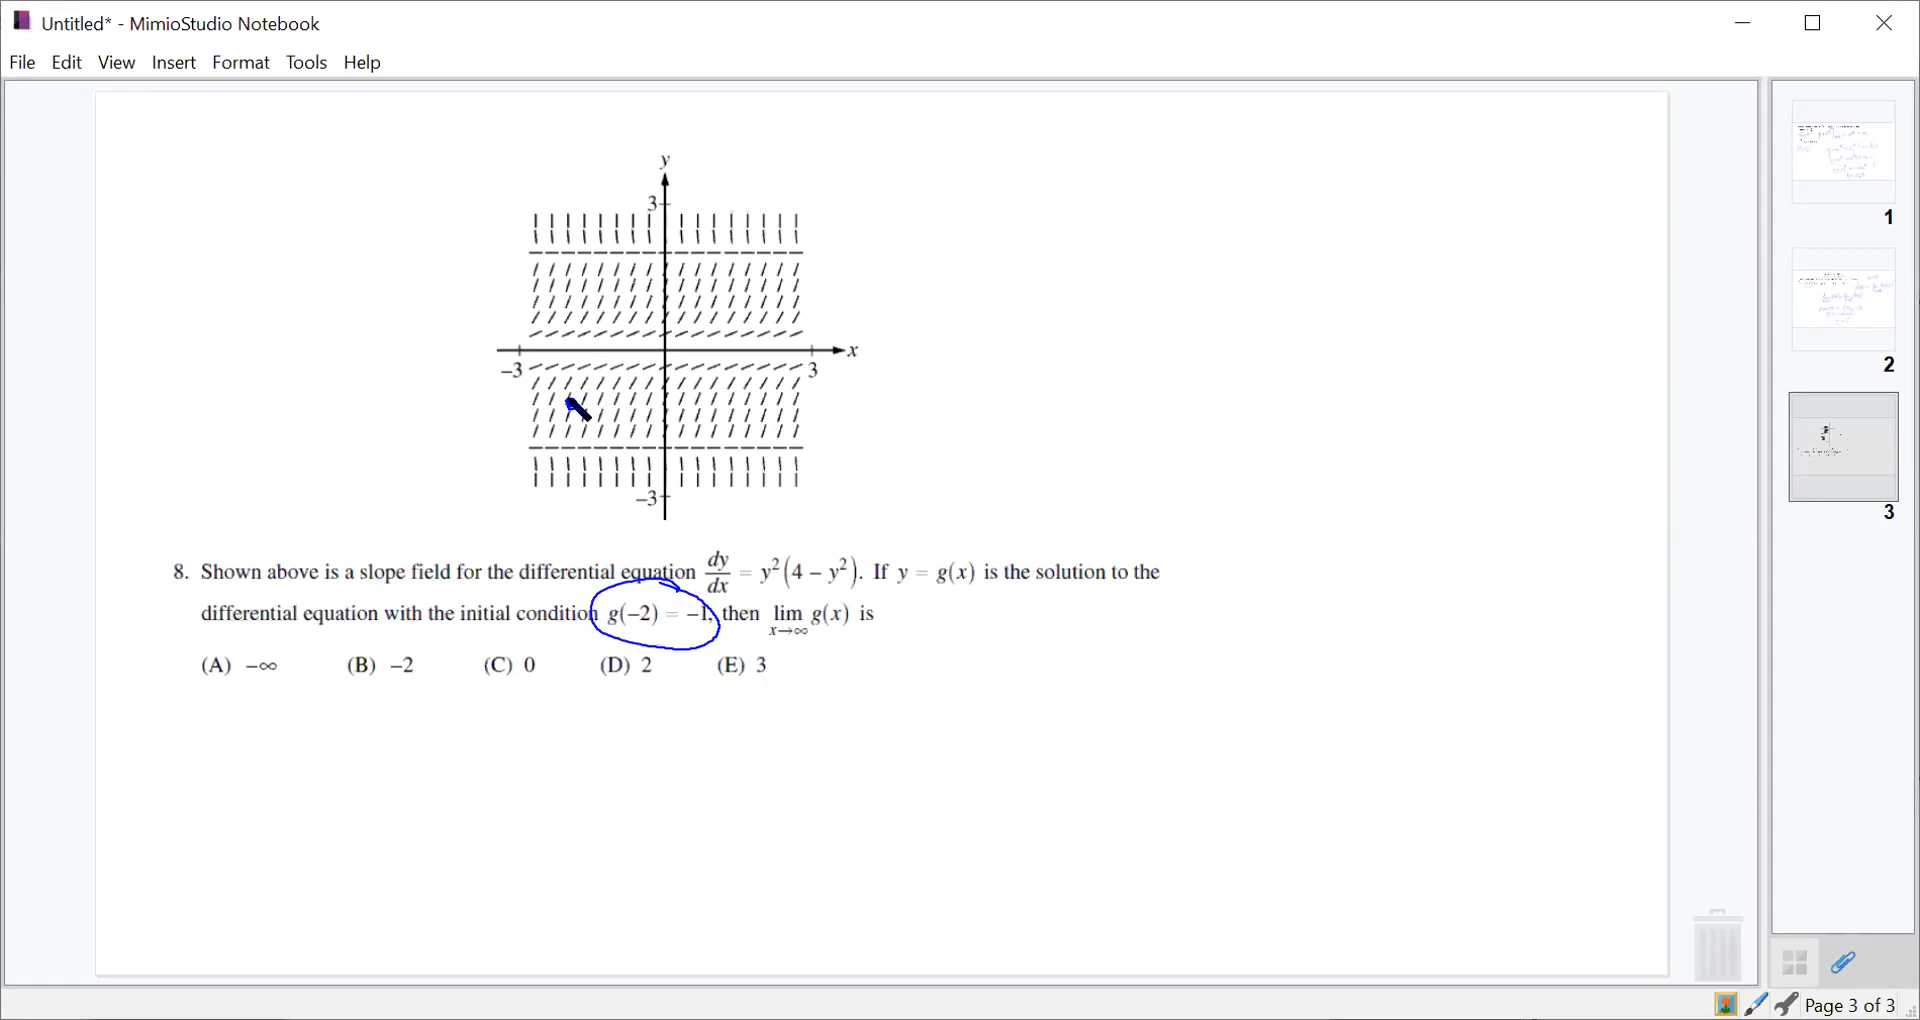 Untitled* - MimioStudio Notebook
File Edit View Insert Format Tools Help
y
3
x
-3
3
-3
8. Shown above is a slope field for the differential equation dy/dx = y²(4 – y²). If y = g(x) is the solution to the
differential equation with the initial condition g(–2) = –1, then lim x→∞ g(x) is
(A) –∞ (B) –2 (C) 0 (D) 2 (E) 3
1
2
3
Page 3 of 3